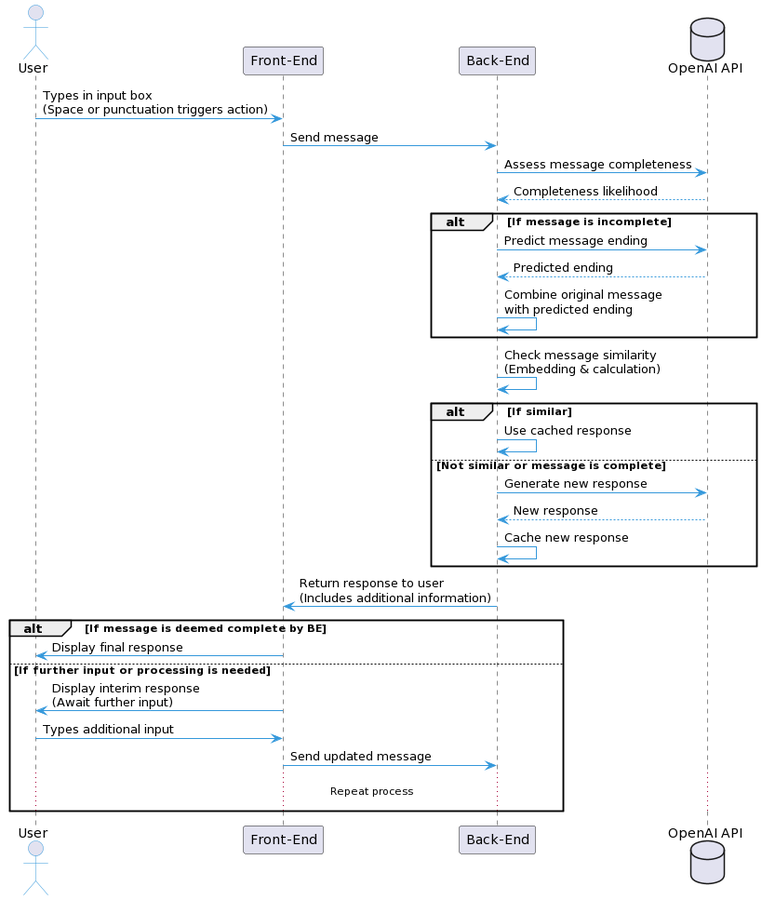 User
Front-End
Back-End
OpenAI API
Types in input box
(Space or punctuation triggers action)
Send message
Assess message completeness
Completeness likelihood
alt [If message is incomplete]
Predict message ending
Predicted ending
Combine original message
with predicted ending
Check message similarity
(Embedding & calculation)
alt [If similar]
Use cached response
[Not similar or message is complete]
Generate new response
New response
Cache new response
Return response to user
(Includes additional information)
alt [If message is deemed complete by BE]
Display final response
[If further input or processing is needed]
Display interim response
(Await further input)
Types additional input
Send updated message
Repeat process
User
Front-End
Back-End
OpenAI API